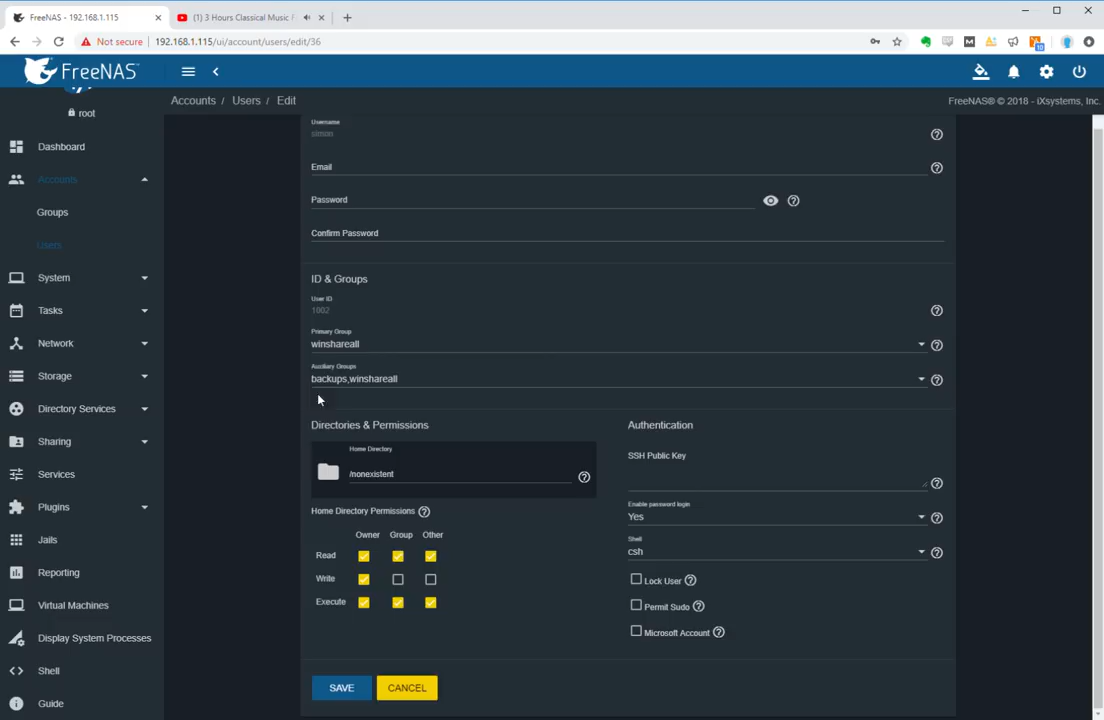 FreeNAS - 192.168.1.115
(1) 3 Hours Classical Music /
Not secure
192.168.1.115/ui/account/users/edit/36
10
FreeNAS™
root
Accounts / Users / Edit
FreeNAS® © 2018 - iXsystems, Inc.
Dashboard
Accounts
Groups
Users
System
Tasks
Network
Storage
Directory Services
Sharing
Services
Plugins
Jails
Reporting
Virtual Machines
Display System Processes
Shell
Guide
Username
simon
Email
Password
Confirm Password
ID & Groups
User ID
1002
Primary Group
winshareall
Auxiliary Groups
backups,winshareall
Directories & Permissions
Home Directory
/nonexistent
Home Directory Permissions
Owner Group Other
Read
Write
Execute
Authentication
SSH Public Key
Enable password login
Yes
Shell
csh
Lock User
Permit Sudo
Microsoft Account
SAVE
CANCEL